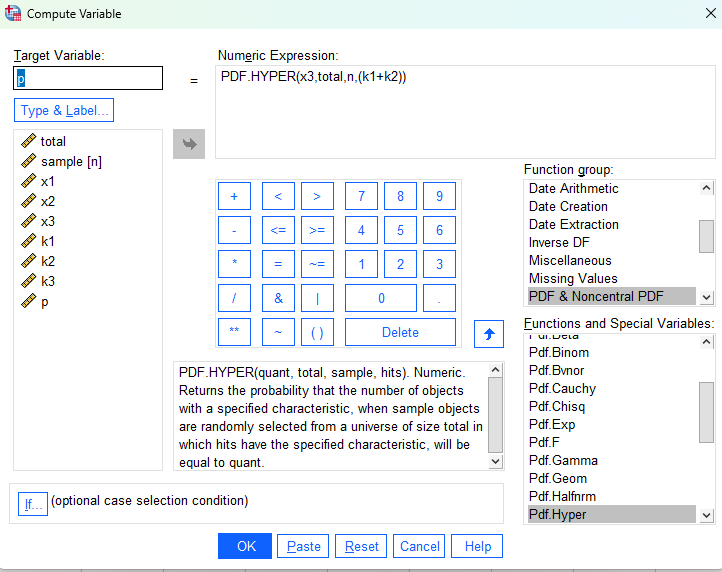 Compute Variable
Target Variable:
p
=
Numeric Expression:
PDF.HYPER(x3,total,n,(k1+k2))
Type & Label...
total
sample [n]
x1
x2
x3
k1
k2
k3
p
+ < > 7 8 9
- <= >= 4 5 6
* = ~= 1 2 3
/ & | 0 .
** ~ ( ) Delete
Function group:
Date Arithmetic
Date Creation
Date Extraction
Inverse DF
Miscellaneous
Missing Values
PDF & Noncentral PDF
Functions and Special Variables:
Pdf.Beta
Pdf.Binom
Pdf.Bvnor
Pdf.Cauchy
Pdf.Chisq
Pdf.Exp
Pdf.F
Pdf.Gamma
Pdf.Geom
Pdf.Halfnrm
Pdf.Hyper
PDF.HYPER(quant, total, sample, hits). Numeric.
Returns the probability that the number of objects
with a specified characteristic, when sample objects
are randomly selected from a universe of size total in
which hits have the specified characteristic, will be
equal to quant.
If... (optional case selection condition)
OK Paste Reset Cancel Help